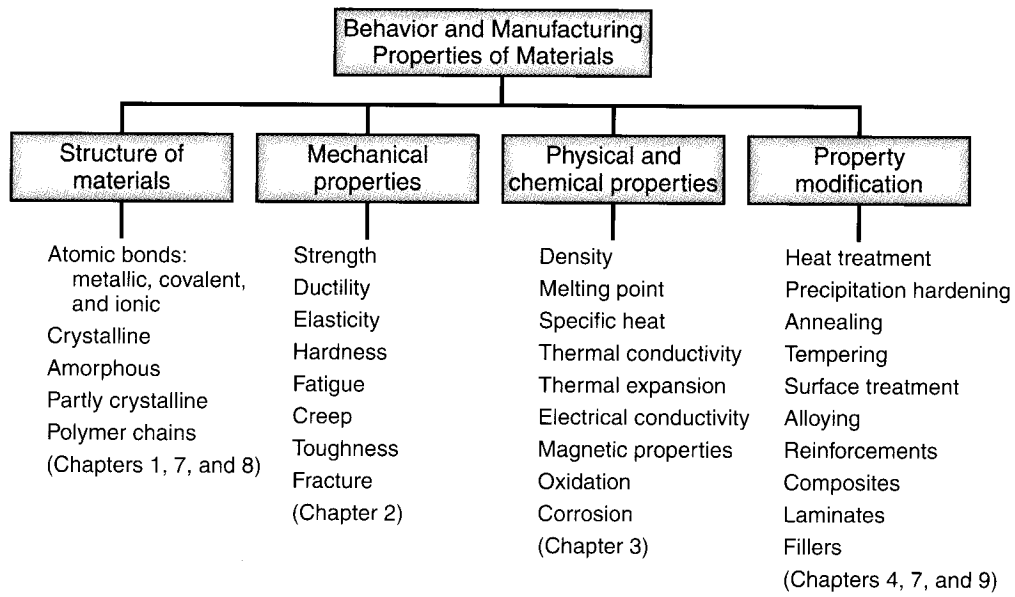 Behavior and Manufacturing
Properties of Materials
Structure of
materials
Atomic bonds:
metallic, covalent,
and ionic
Crystalline
Amorphous
Partly crystalline
Polymer chains
(Chapters 1, 7, and 8)
Mechanical
properties
Strength
Ductility
Elasticity
Hardness
Fatigue
Creep
Toughness
Fracture
(Chapter 2)
Physical and
chemical properties
Density
Melting point
Specific heat
Thermal conductivity
Thermal expansion
Electrical conductivity
Magnetic properties
Oxidation
Corrosion
(Chapter 3)
Property
modification
Heat treatment
Precipitation hardening
Annealing
Tempering
Surface treatment
Alloying
Reinforcements
Composites
Laminates
Fillers
(Chapters 4, 7, and 9)